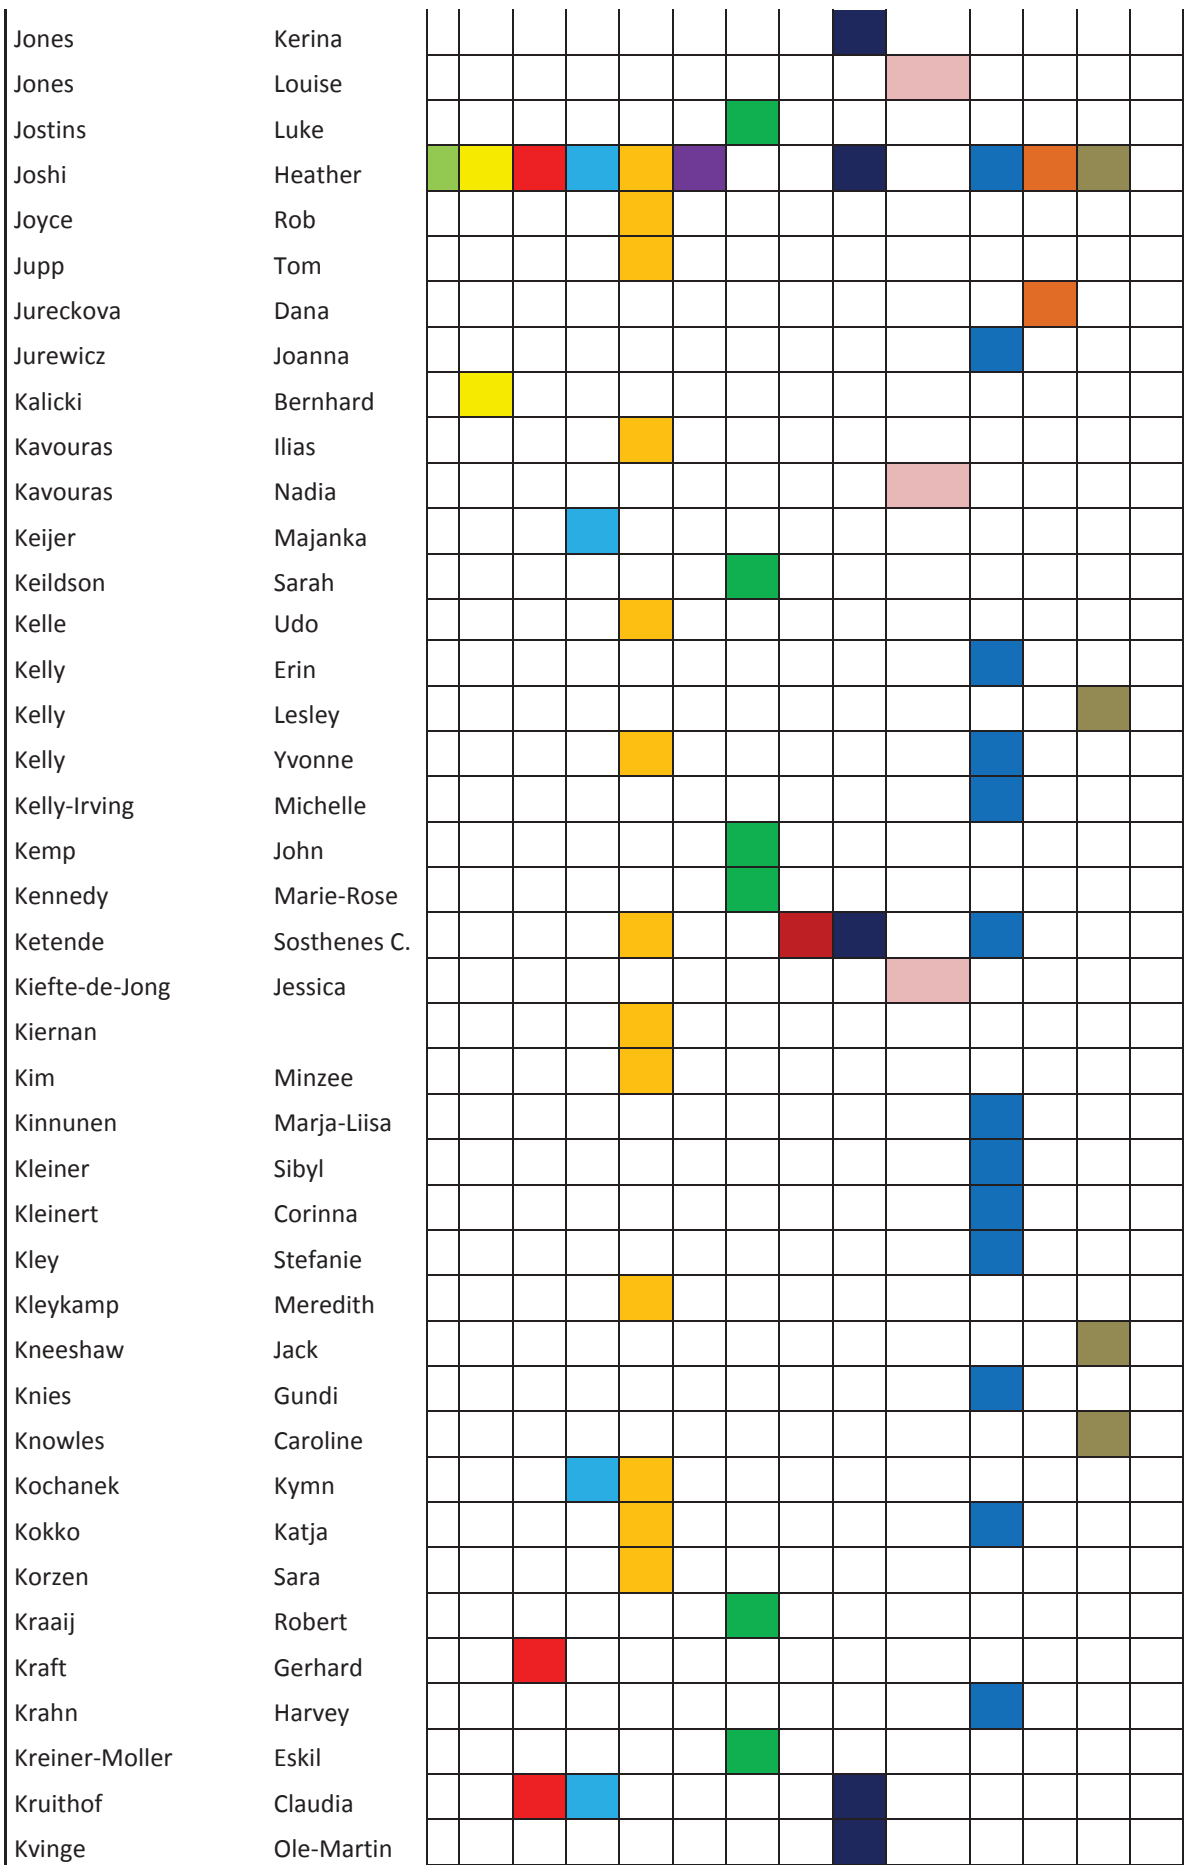 Jones Kerina
Jones Louise
Jostins Luke
Joshi Heather
Joyce Rob
Jupp Tom
Jureckova Dana
Jurewicz Joanna
Kalicki Bernhard
Kavouras Ilias
Kavouras Nadia
Keijer Majanka
Keildson Sarah
Kelle Udo
Kelly Erin
Kelly Lesley
Kelly Yvonne
Kelly-Irving Michelle
Kemp John
Kennedy Marie-Rose
Ketende Sosthenes C.
Kiefte-de-Jong Jessica
Kiernan
Kim Minzee
Kinnunen Marja-Liisa
Kleiner Sibyl
Kleinert Corinna
Kley Stefanie
Kleykamp Meredith
Kneeshaw Jack
Knies Gundi
Knowles Caroline
Kochanek Kymn
Kokko Katja
Korzen Sara
Kraaij Robert
Kraft Gerhard
Krahn Harvey
Kreiner-Moller Eskil
Kruithof Claudia
Kvinge Ole-Martin